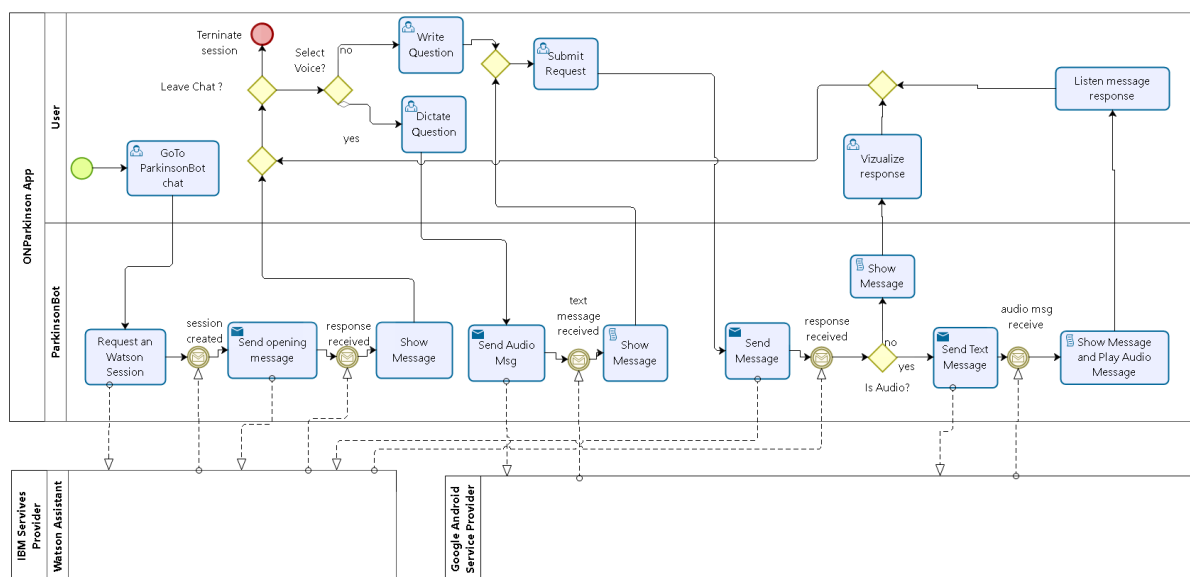 ONParkinson App
User
Terninate
session
Leave Chat ?
Select
Voice?
no
yes
Write
Question
Dictate
Question
Submit
Request
GoTo
ParkinsonBot
chat
Vizualize
response
Listen message
response
ParkinsonBot
Request an
Watson
Session
session
created
Send opening
message
response
received
Show
Message
Send Audio
Msg
text
message
received
Show
Message
Send
Message
response
received
Show
Message
no
yes
Is Audio?
Send Text
Message
audio msg
receive
Show Message
and Play Audio
Message
IBM Servives
Provider
Watson Assistant
Google Android
Service Provider